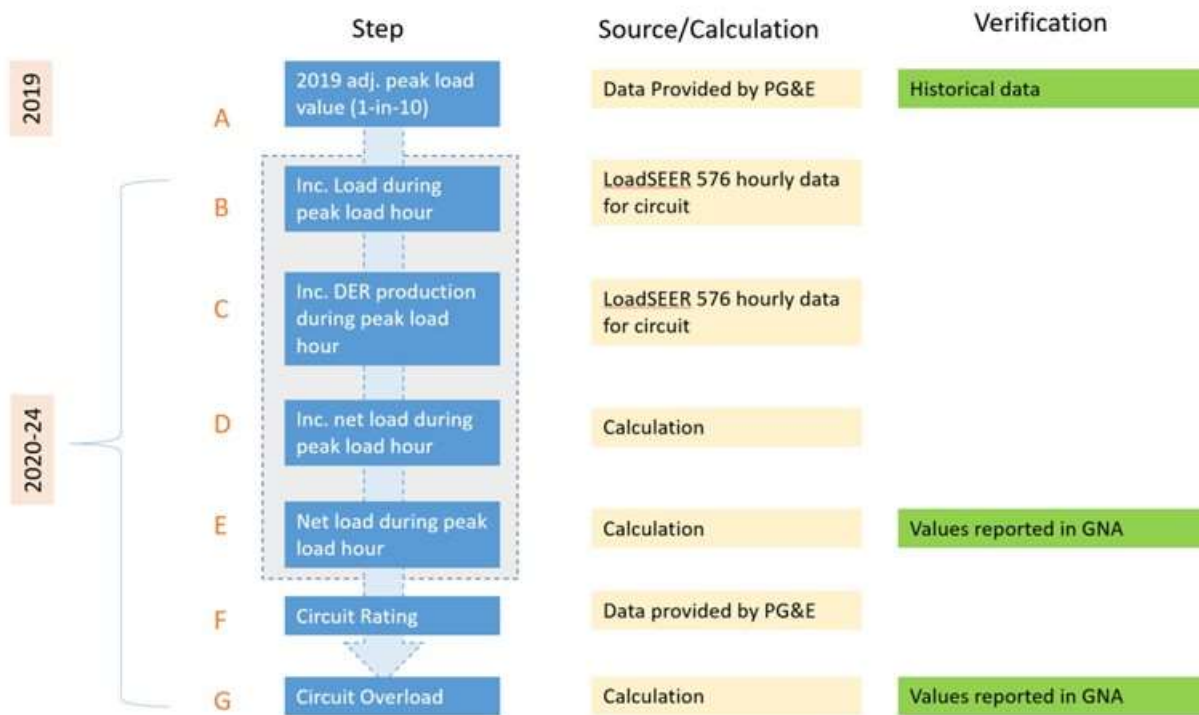 Step
Source/Calculation
Verification
2019
A
2019 adj. peak load
value (1-in-10)
Data Provided by PG&E
Historical data
2020-24
B
Inc. Load during
peak load hour
LoadSEER 576 hourly data
for circuit
C
Inc. DER production
during peak load
hour
LoadSEER 576 hourly data
for circuit
D
Inc. net load during
peak load hour
Calculation
E
Net load during peak
load hour
Calculation
Values reported in GNA
F
Circuit Rating
Data provided by PG&E
G
Circuit Overload
Calculation
Values reported in GNA